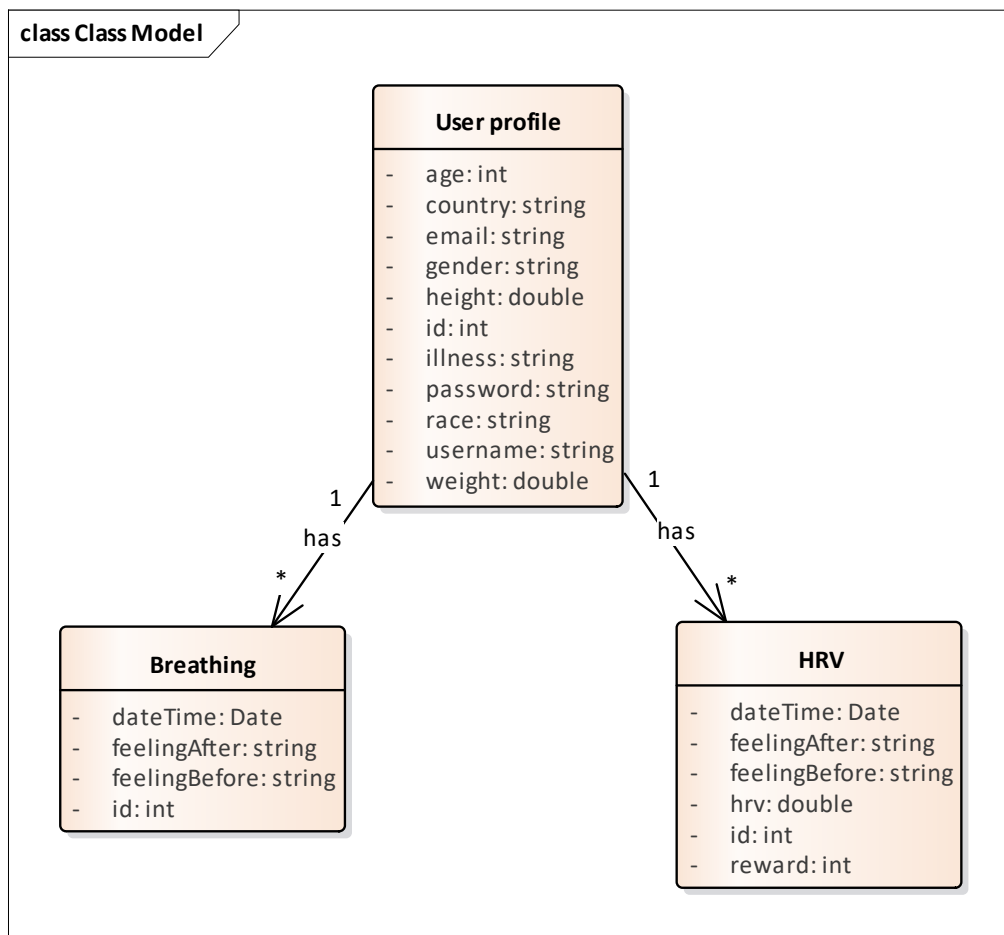 class Class Model
User profile
- age: int
- country: string
- email: string
- gender: string
- height: double
- id: int
- illness: string
- password: string
- race: string
- username: string
- weight: double
1
has
*
1
has
*
Breathing
- dateTime: Date
- feelingAfter: string
- feelingBefore: string
- id: int
HRV
- dateTime: Date
- feelingAfter: string
- feelingBefore: string
- hrv: double
- id: int
- reward: int